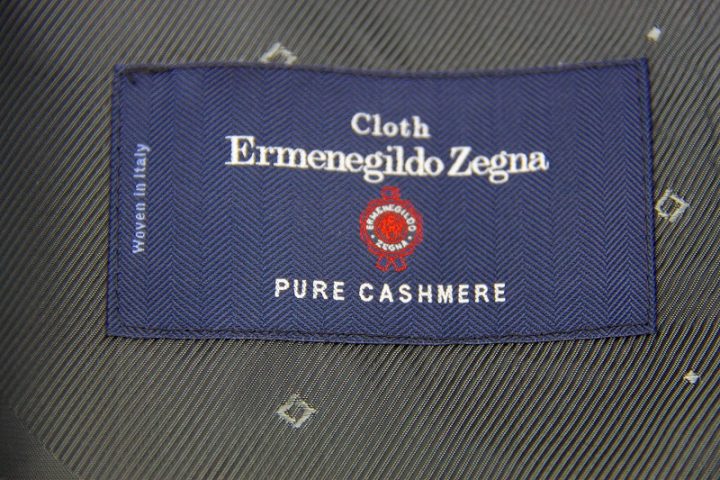 Cloth
Ermenegildo Zegna
ERMENEGILDO
ZEGNA
PURE CASHMERE
Woven in Italy